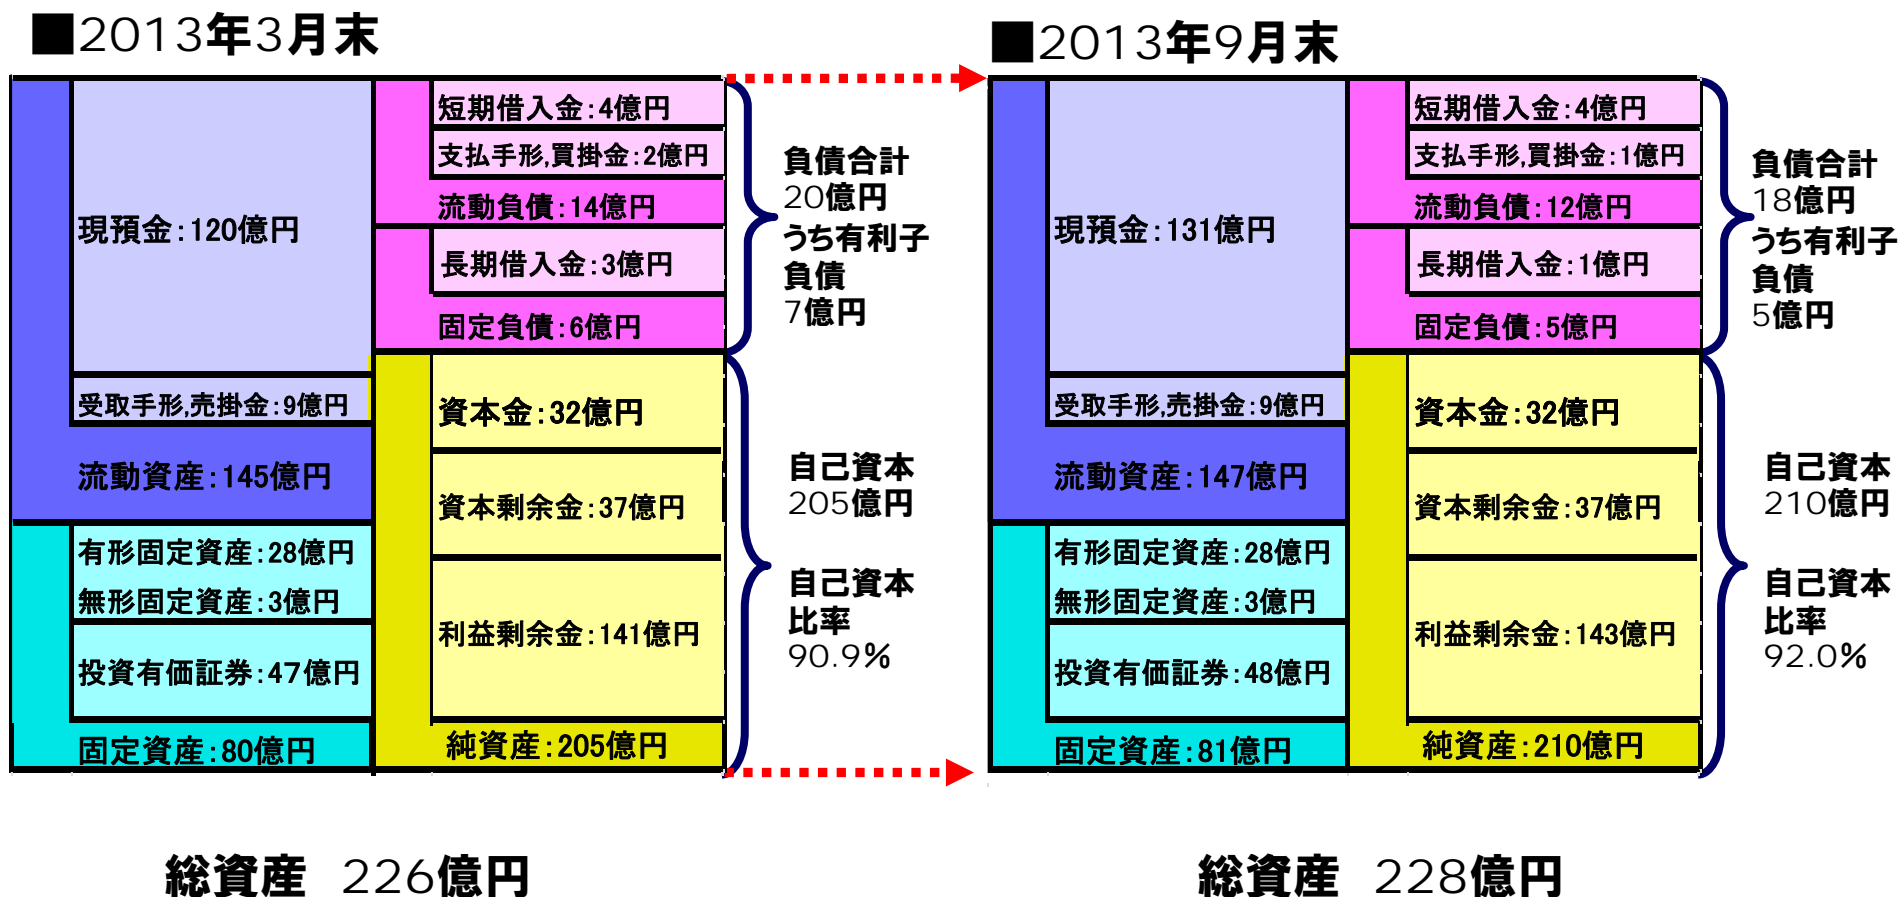 ■2013年3月末
現預金:120億円
受取手形,売掛金:9億円
流動資産:145億円
有形固定資産:28億円
無形固定資産:3億円
投資有価証券:47億円
固定資産:80億円
短期借入金:4億円
支払手形,買掛金:2億円
流動負債:14億円
長期借入金:3億円
固定負債:6億円
資本金:32億円
資本剰余金:37億円
利益剰余金:141億円
純資産:205億円
負債合計
20億円
うち有利子
負債
7億円
自己資本
205億円
自己資本
比率
90.9%
総資産 226億円
■2013年9月末
現預金:131億円
受取手形,売掛金:9億円
流動資産:147億円
有形固定資産:28億円
無形固定資産:3億円
投資有価証券:48億円
固定資産:81億円
短期借入金:4億円
支払手形,買掛金:1億円
流動負債:12億円
長期借入金:1億円
固定負債:5億円
資本金:32億円
資本剰余金:37億円
利益剰余金:143億円
純資産:210億円
負債合計
18億円
うち有利子
負債
5億円
自己資本
210億円
自己資本
比率
92.0%
総資産 228億円